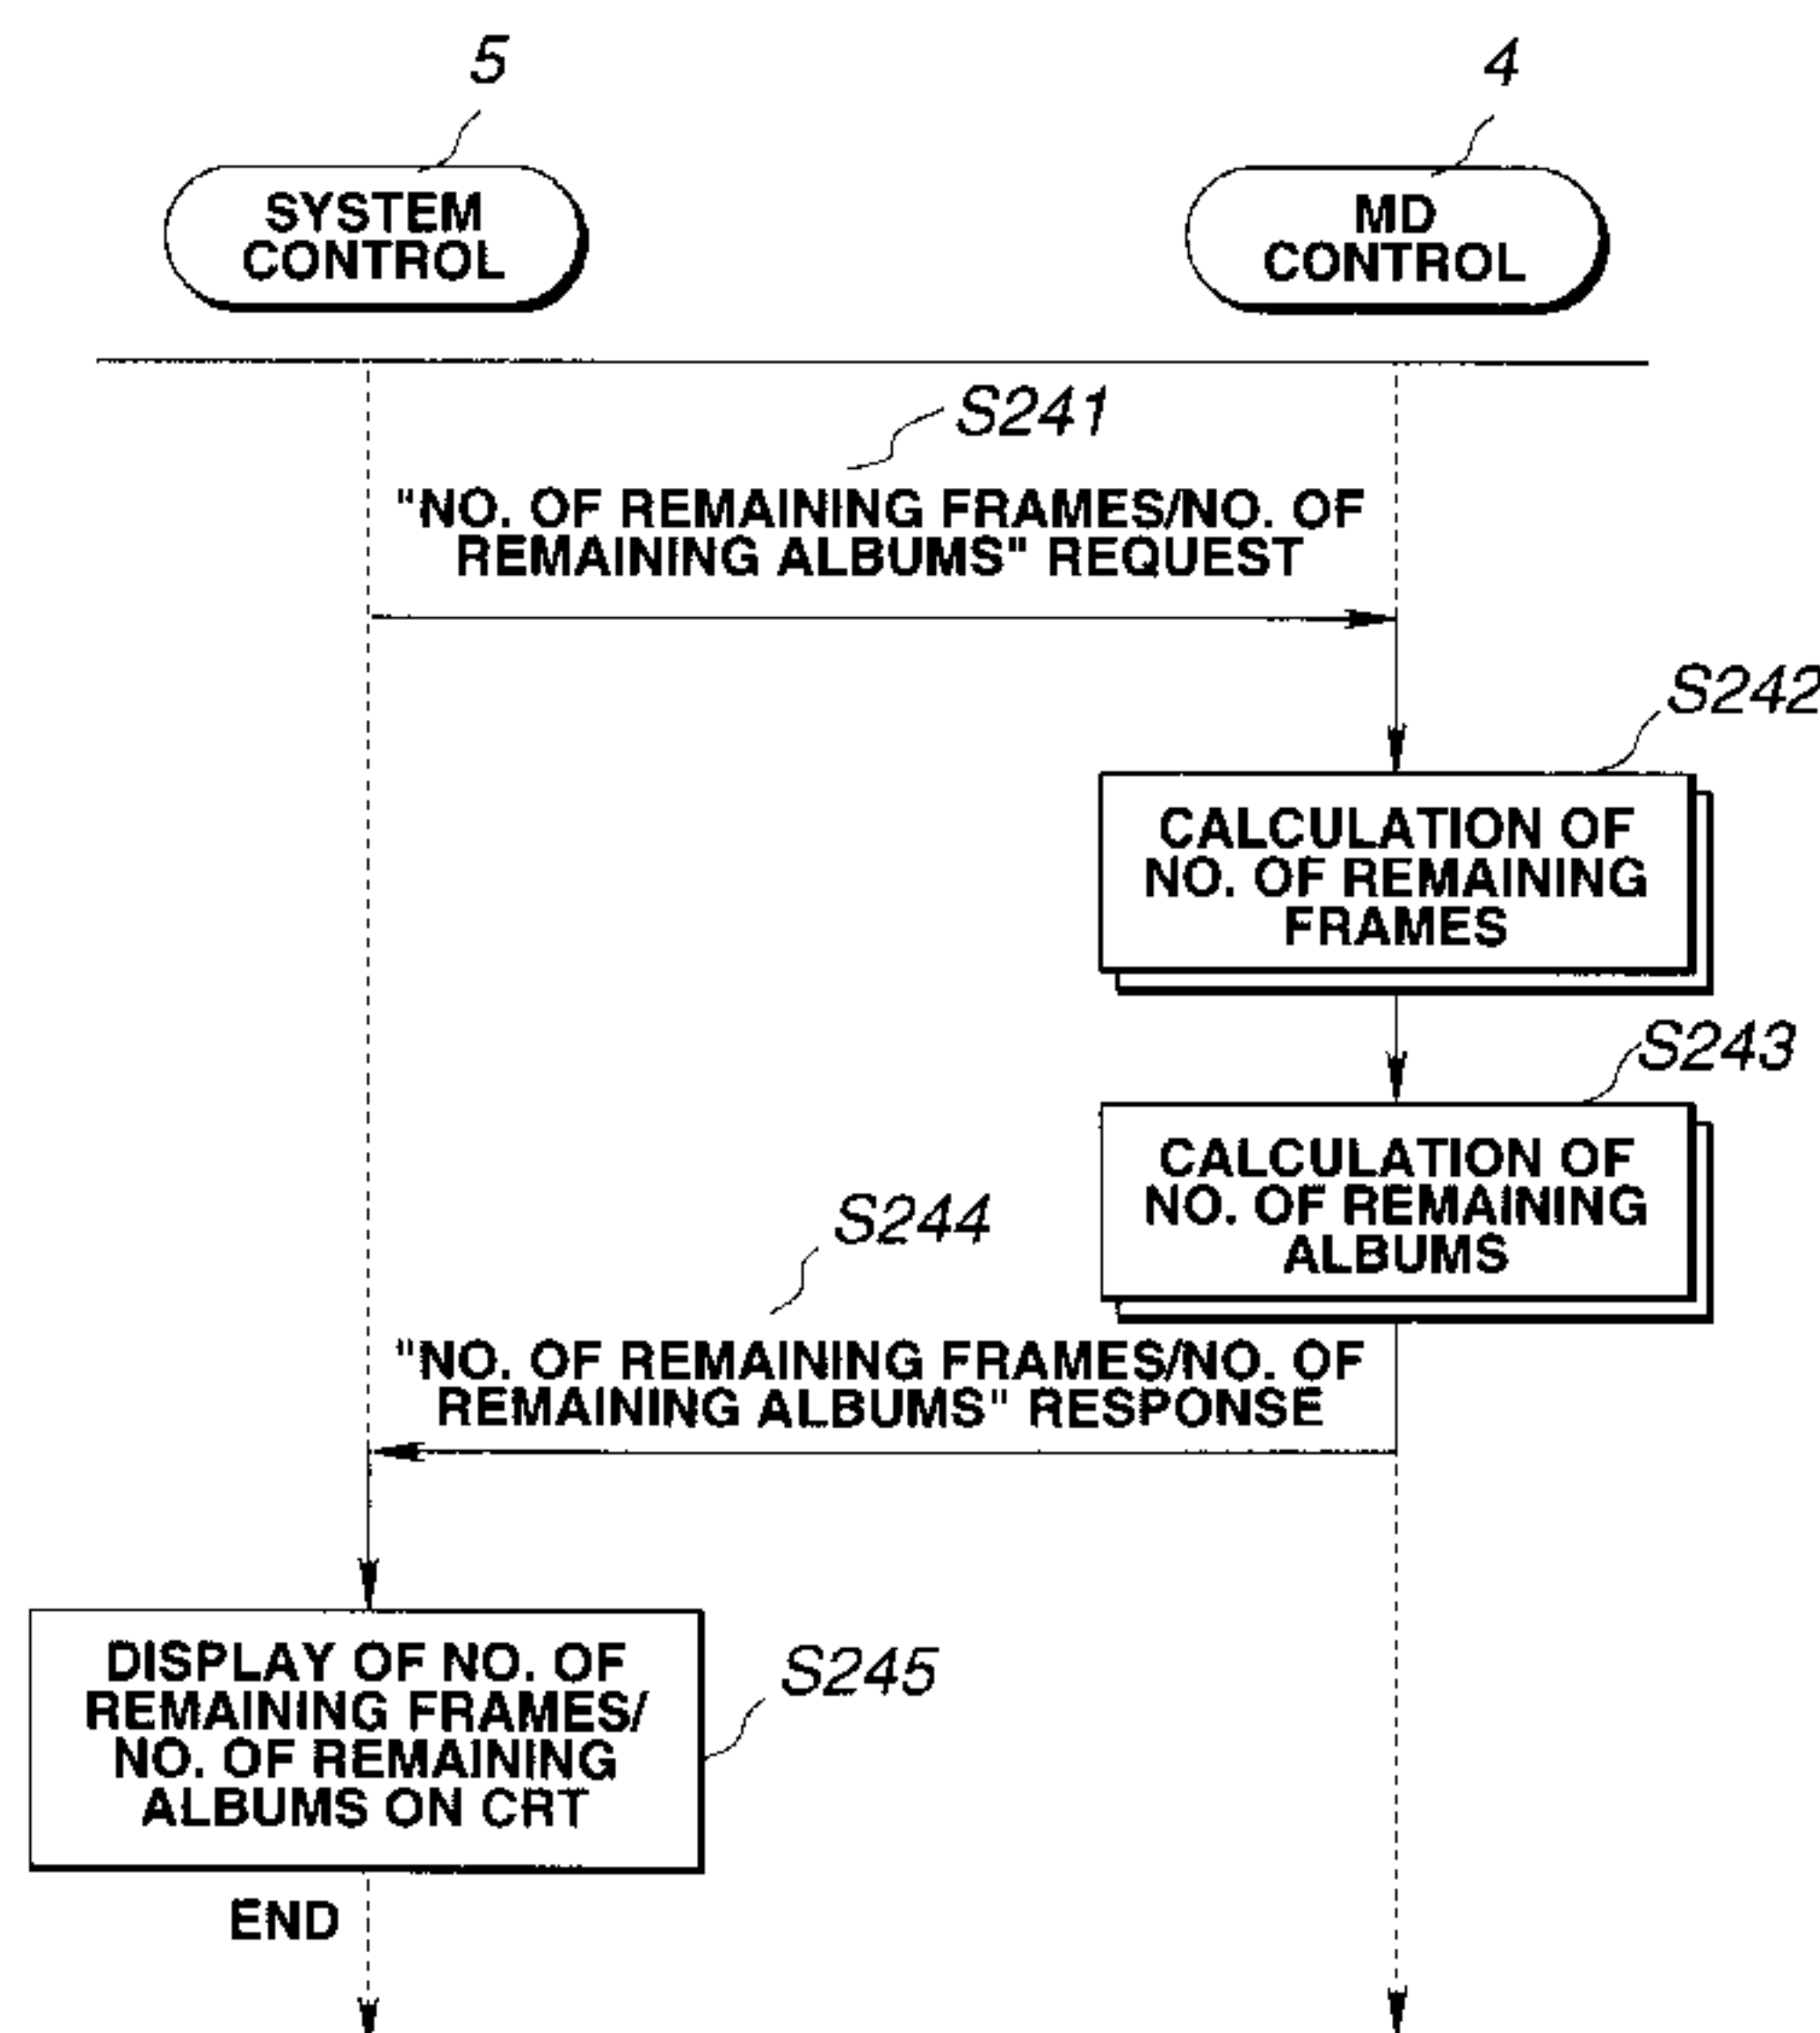 5
4
SYSTEM
CONTROL
MD
CONTROL
S241
"NO. OF REMAINING FRAMES/NO. OF
REMAINING ALBUMS" REQUEST
S242
CALCULATION OF
NO. OF REMAINING
FRAMES
S243
CALCULATION OF
NO. OF REMAINING
ALBUMS
S244
"NO. OF REMAINING FRAMES/NO. OF
REMAINING ALBUMS" RESPONSE
DISPLAY OF NO. OF
REMAINING FRAMES/
NO. OF REMAINING
ALBUMS ON CRT
S245
END